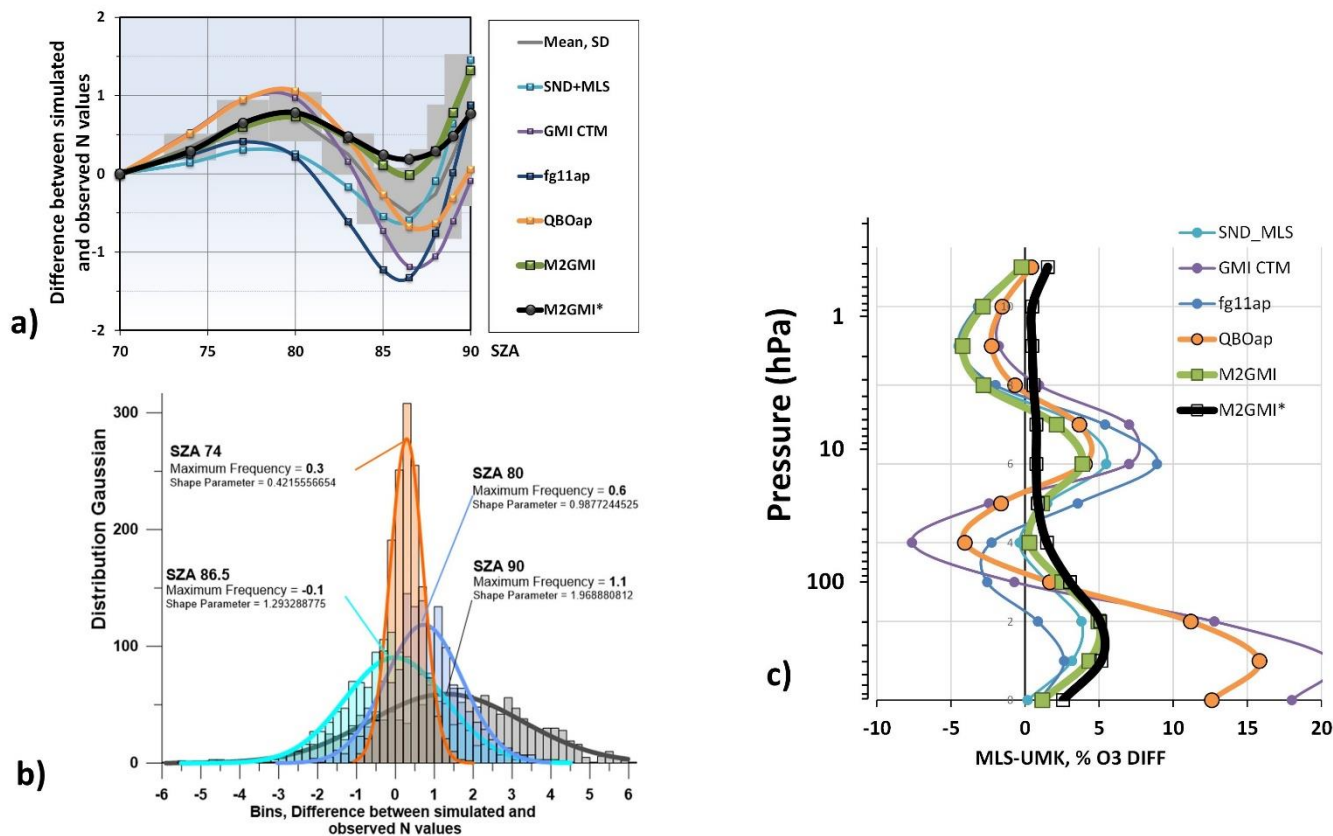 a)
Difference between simulated
and observed N values
2
1
0
-1
-2
70
75
80
85
90
SZA
Mean, SD
SND+MLS
GMI CTM
fg11ap
QBOap
M2GMI
M2GMI*
b)
Distribution Gaussian
300
200
100
0
SZA 74
Maximum Frequency = 0.3
Shape Parameter = 0.4215556654
SZA 80
Maximum Frequency = 0.6
Shape Parameter = 0.9877244525
SZA 86.5
Maximum Frequency = -0.1
Shape Parameter = 1.293288775
SZA 90
Maximum Frequency = 1.1
Shape Parameter = 1.968880812
-6 -5 -4 -3 -2 -1 0 1 2 3 4 5 6
Bins, Difference between simulated and
observed N values
c)
Pressure (hPa)
1
10
100
SND_MLS
GMI CTM
fg11ap
QBOap
M2GMI
M2GMI*
10
6
4
2
0
-10 -5 0 5 10 15 20
MLS-UMK, % O3 DIFF